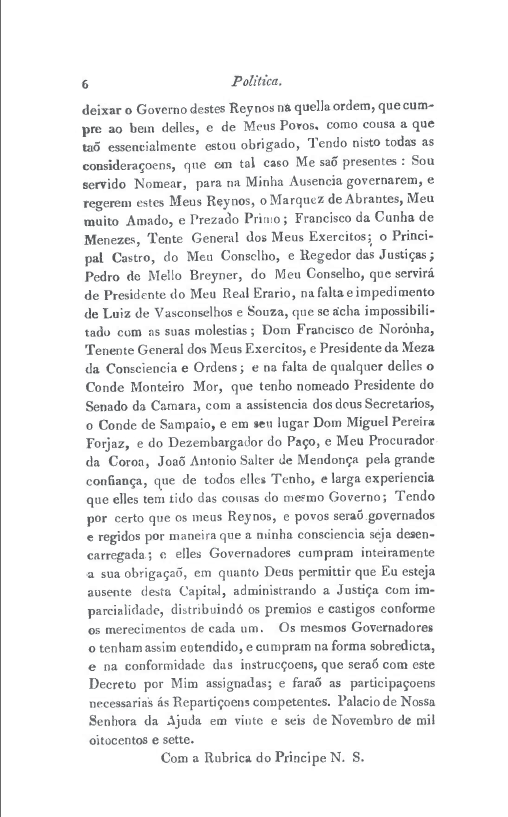 6 Politica.
deixar o Governo destes Reynos na quella ordem, que cum-
pre ao bem delles, e de Meus Povos, como cousa a que
taõ essencialmente estou obrigado, Tendo nisto todas as
consideraçoens, que em tal caso Me saõ presentes : Sou
servido Nomear, para na Minha Ausencia governarem, e
regerem estes Meus Reynos, o Marquez de Abrantes, Meu
muito Amado, e Prezado Primo ; Francisco da Cunha de
Menezes, Tente General dos Meus Exercitos; o Princi-
pal Castro, do Meu Conselho, e Regedor das Justiças ;
Pedro de Mello Breyner, do Meu Conselho, que servirá
de Presidente do Meu Real Erario, na falta e impedimento
de Luiz de Vasconselhos e Souza, que se acha impossibili-
tado com as suas molestias ; Dom Francisco de Noronha,
Tenente General dos Meus Exercitos, e Presidente da Meza
da Consciencia e Ordens ; e na falta de qualquer delles o
Conde Monteiro Mor, que tenho nomeado Presidente do
Senado da Camara, com a assistencia dos dous Secretarios,
o Conde de Sampaio, e em seu lugar Dom Miguel Pereira
Forjaz, e do Dezembargador do Paço, e Meu Procurador
da Coroa, Joaõ Antonio Salter de Mendonça pela grande
confiança, que de todos elles Tenho, e larga experiencia
que elles tem tido das cousas do mesmo Governo ; Tendo
por certo que os meus Reynos, e povos seraõ governados
e regidos por maneira que a minha consciencia seja desen-
carregada ; e elles Governadores cumpram inteiramente
a sua obrigaçaõ, em quanto Deus permittir que Eu esteja
ausente desta Capital, administrando a Justiça com im-
parcialidade, distribuindó os premios e castigos conforme
os merecimentos de cada um. Os mesmos Governadores
o tenham assim entendido, e cumpram na forma sobredicta,
e na conformidade das instrucçoens, que seraó com este
Decreto por Mim assignadas; e faraõ as participaçoens
necessarias ás Repartiçoens competentes. Palacio de Nossa
Senhora da Ajuda em vinte e seis de Novembro de mil
oitocentos e sette.
Com a Rubrica do Principe N. S.